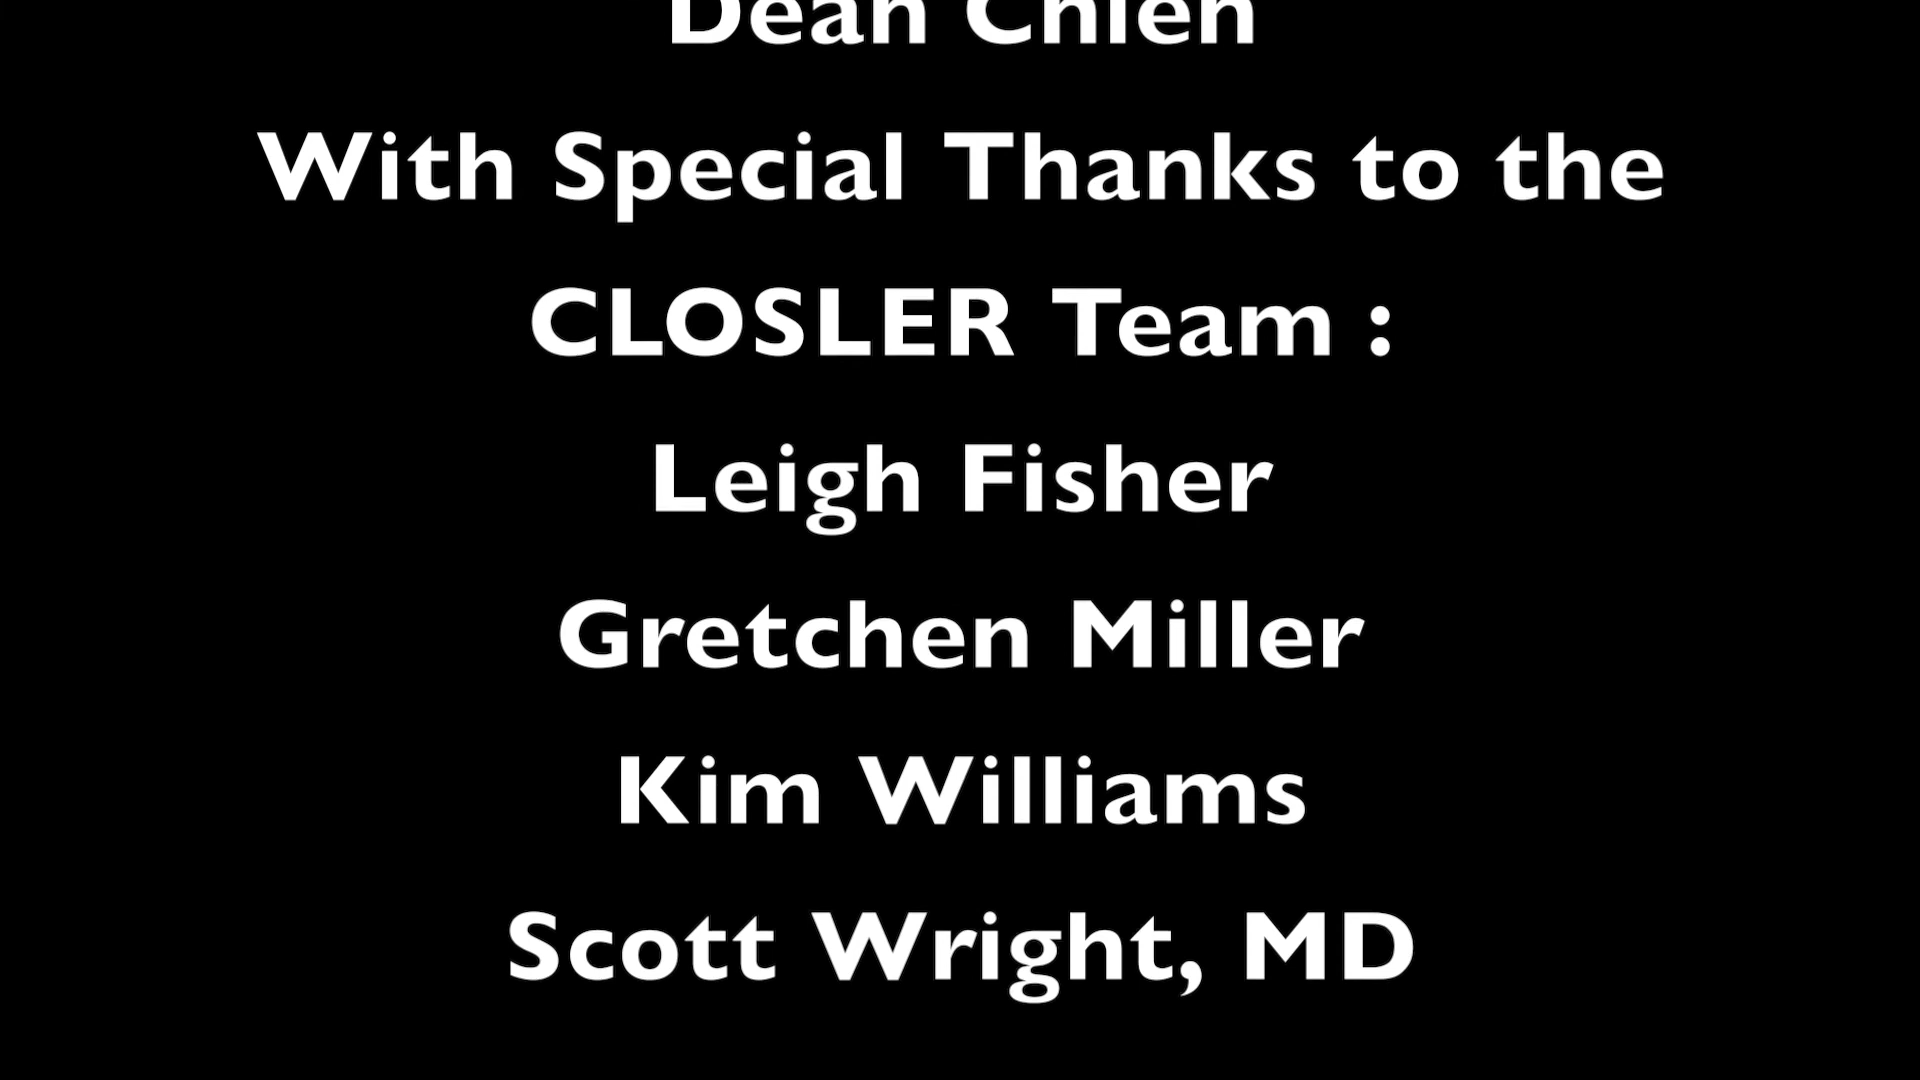 Dean Chien
With Special Thanks to the
CLOSLER Team :
Leigh Fisher
Gretchen Miller
Kim Williams
Scott Wright, MD